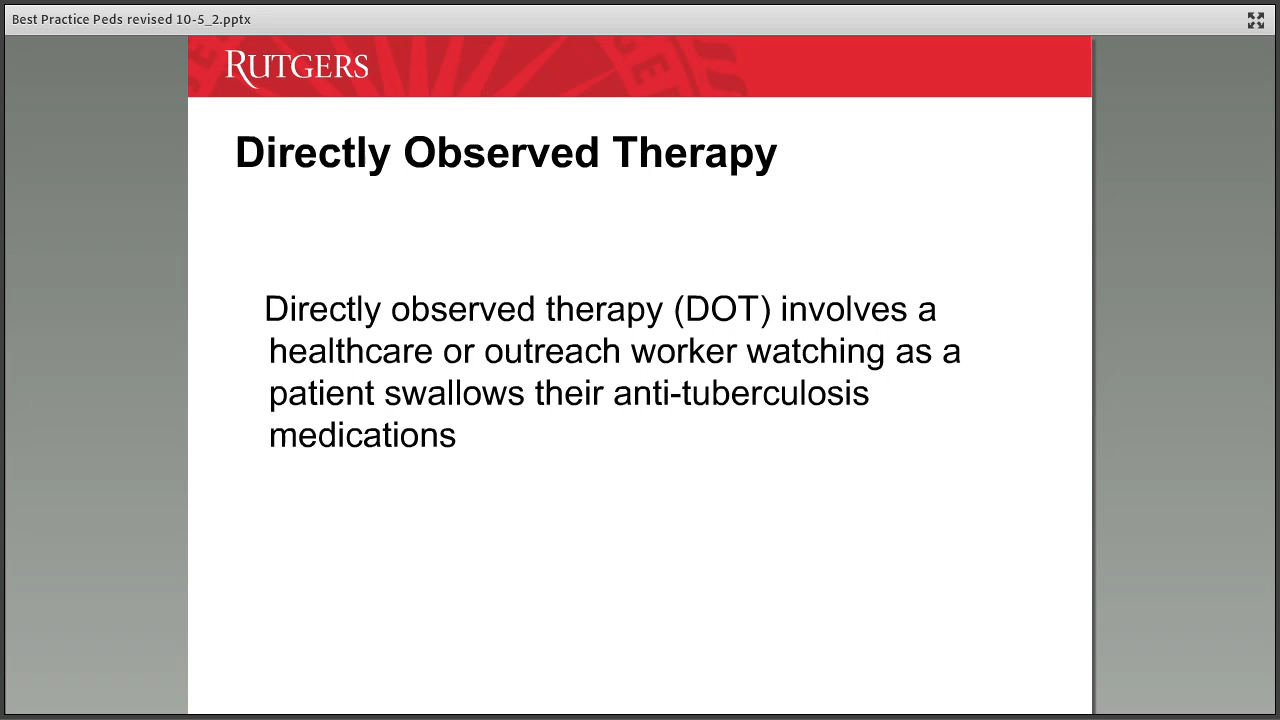 Best Practice Peds revised 10-5_2.pptx
RUTGERS
Directly Observed Therapy
Directly observed therapy (DOT) involves a
healthcare or outreach worker watching as a
patient swallows their anti-tuberculosis
medications